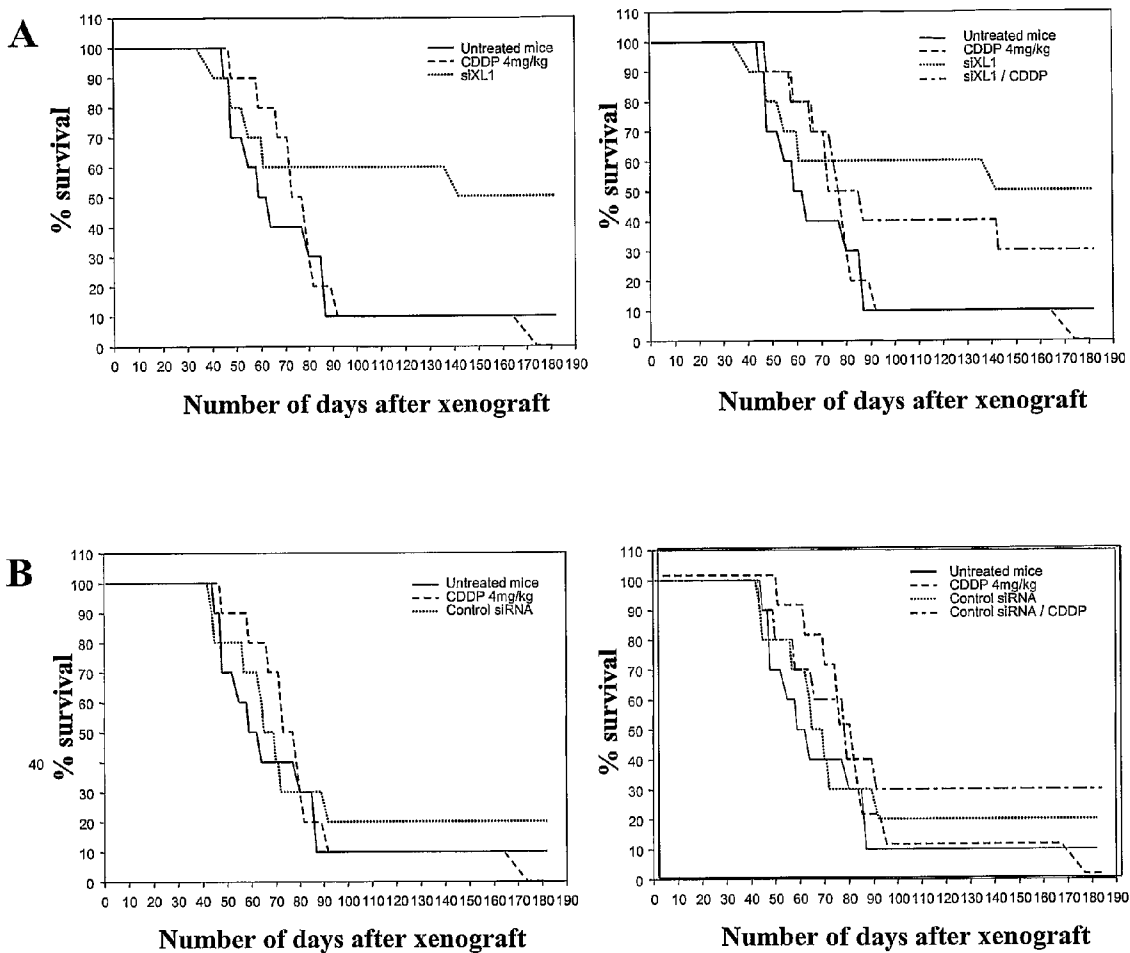 A
110
100
90
80
70
60
50
40
30
20
10
0
% survival
Untreated mice
CDDP 4mg/kg
siXL1
0 10 20 30 40 50 60 70 80 90 100 110 120 130 140 150 160 170 180 190
Number of days after xenograft
110
100
90
80
70
60
50
40
30
20
10
0
% survival
Untreated mice
CDDP 4mg/kg
siXL1
siXL1 / CDDP
0 10 20 30 40 50 60 70 80 90 100 110 120 130 140 150 160 170 180 190
Number of days after xenograft
B
40
110
100
90
80
70
60
50
40
30
20
10
0
% survival
Untreated mice
CDDP 4mg/kg
Control siRNA
0 10 20 30 40 50 60 70 80 90 100 110 120 130 140 150 160 170 180 190
Number of days after xenograft
110
100
90
80
70
60
50
40
30
20
10
0
% survival
Untreated mice
CDDP 4mg/kg
Control siRNA
Control siRNA / CDDP
0 10 20 30 40 50 60 70 80 90 100 110 120 130 140 150 160 170 180 190
Number of days after xenograft